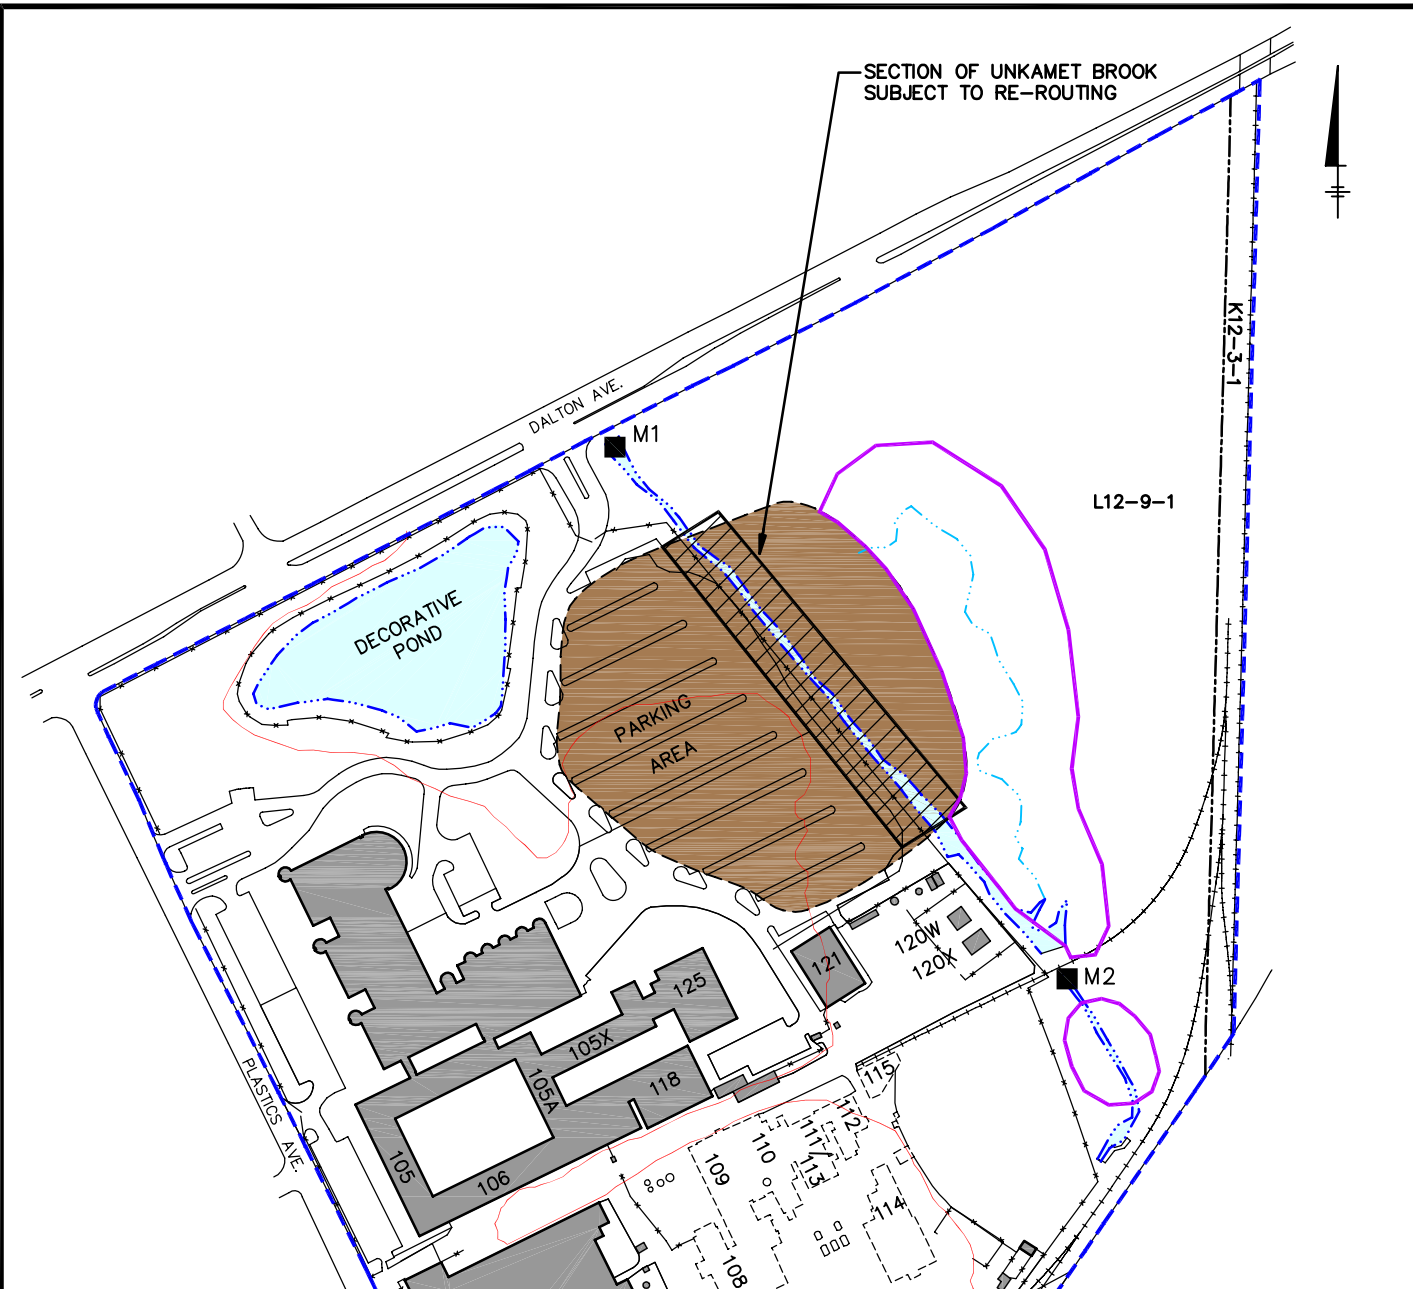 SECTION OF UNKAMET BROOK
SUBJECT TO RE-ROUTING
K12-3-1
DALTON AVE.
M1
L12-9-1
DECORATIVE
POND
PARKING
AREA
120W
120X
121
M2
125
105X
105A
118
115
PLASTICS AVE.
112
111/
113
110
109
105
106
114
108